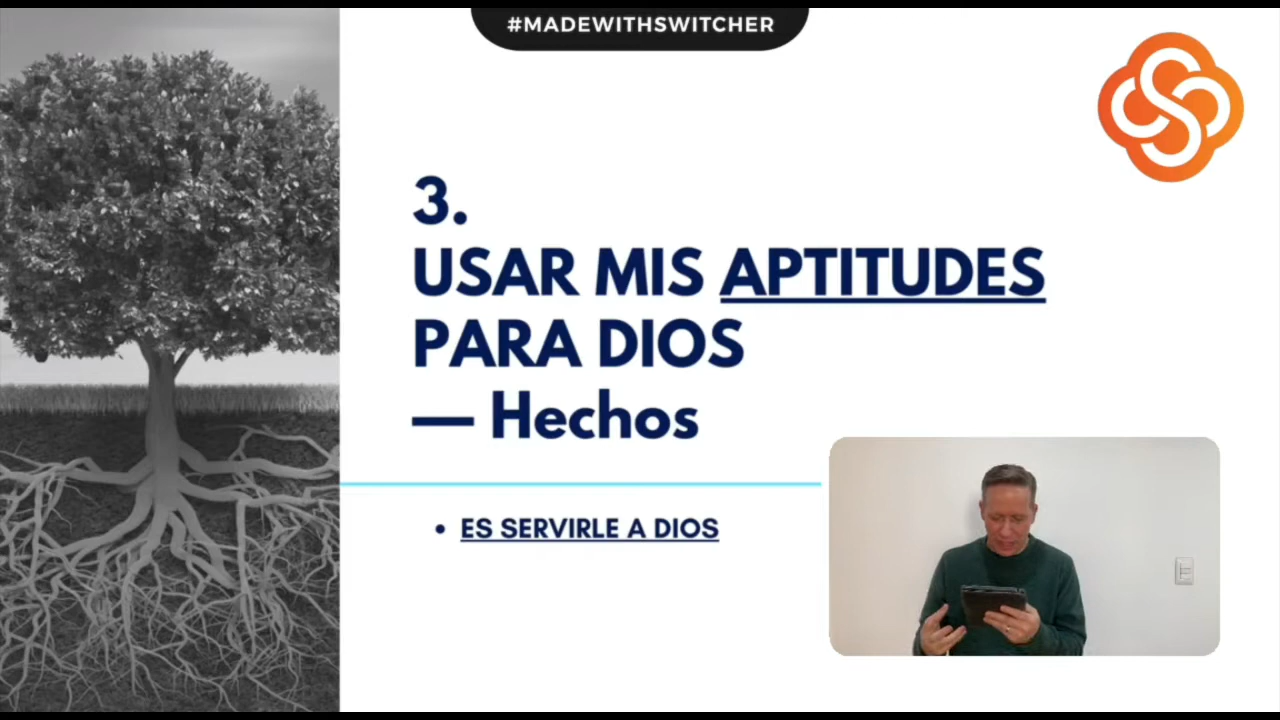 #MADEWITHSWITCHER
3.
USAR MIS APTITUDES
PARA DIOS
— Hechos
• ES SERVIRLE A DIOS